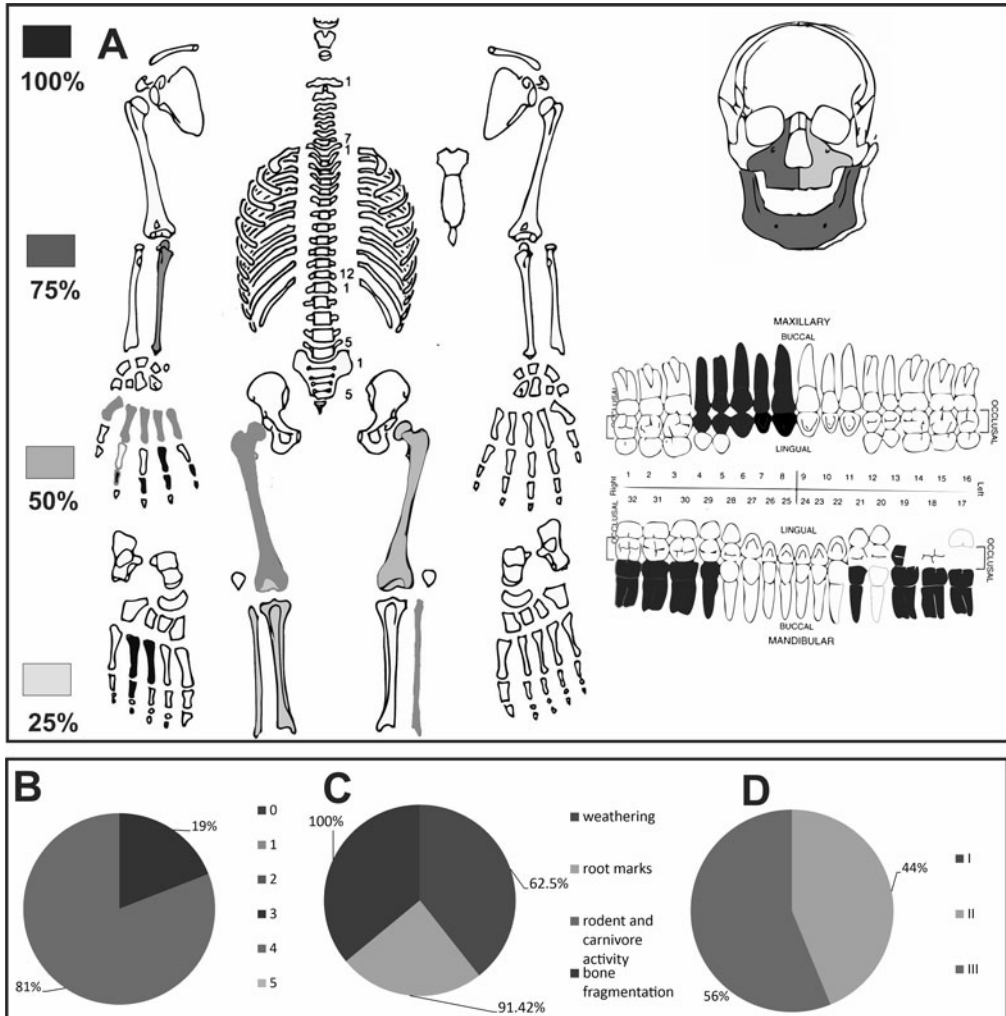 A
100%
75%
50%
25%
1
7
1
12
1
5
1
5
MAXILLARY
BUCCAL
OCCLUSAL
OCCLUSAL
LINGUAL
Right
1 2 3 4 5 6 7 8 9 10 11 12 13 14 15 16
Left
32 31 30 29 28 27 26 25 24 23 22 21 20 19 18 17
OCCLUSAL
LINGUAL
OCCLUSAL
BUCCAL
MANDIBULAR
B
19%
81%
0
1
2
3
4
5
C
100%
62.5%
91.42%
weathering
root marks
rodent and
carnivore
activity
bone
fragmentation
D
44%
56%
I
II
III